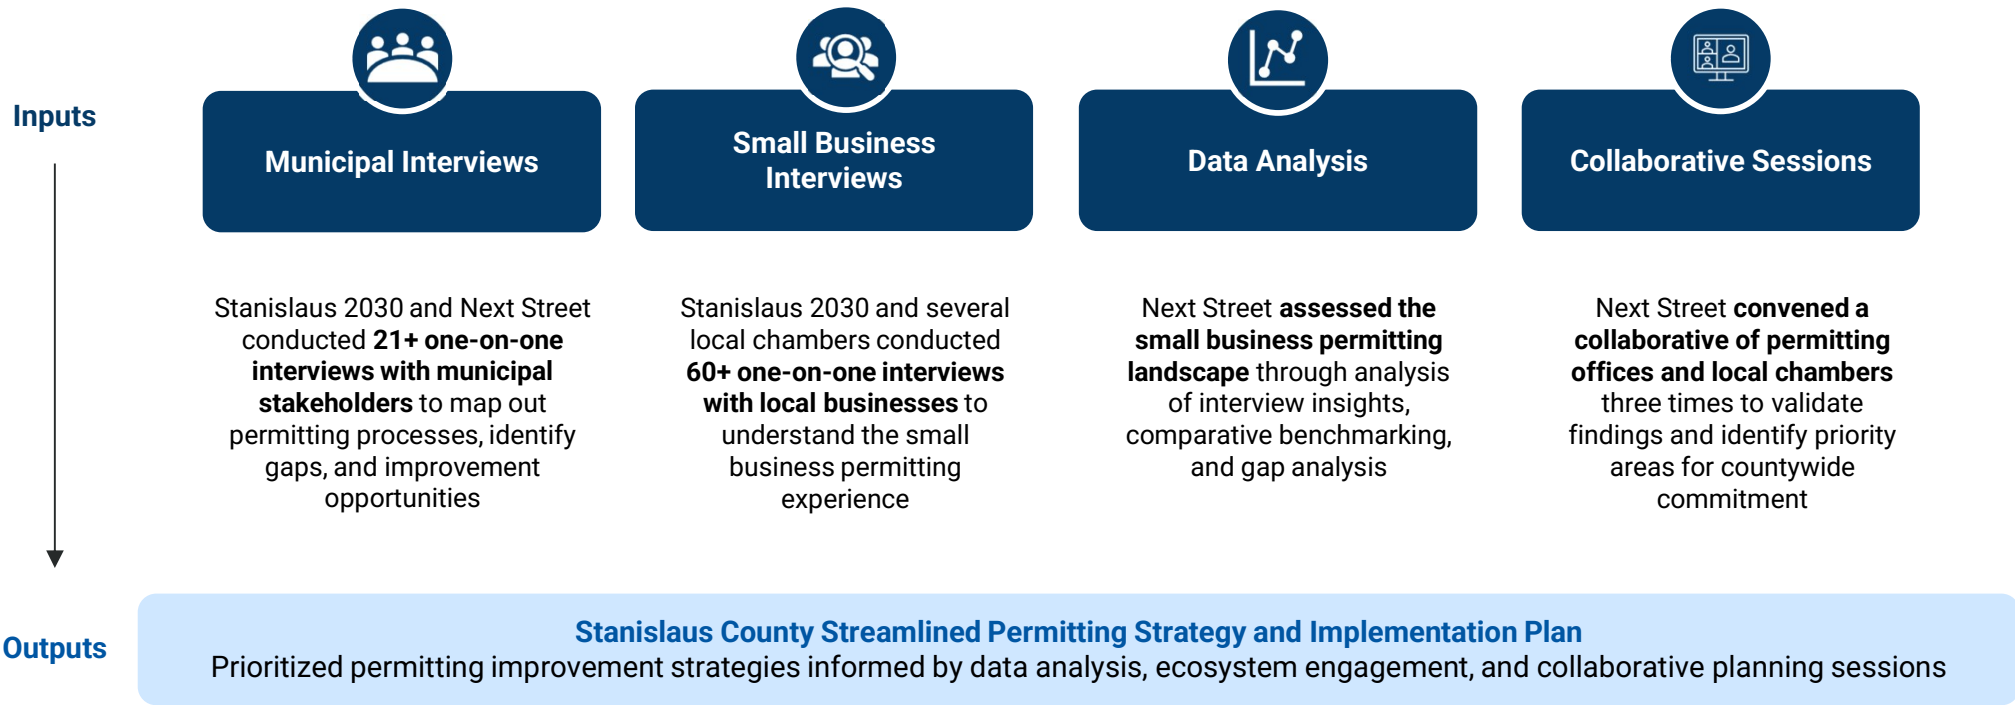 Inputs
Municipal Interviews
Stanislaus 2030 and Next Street
conducted 21+ one-on-one
interviews with municipal
stakeholders to map out
permitting processes, identify
gaps, and improvement
opportunities
Small Business
Interviews
Stanislaus 2030 and several
local chambers conducted
60+ one-on-one interviews
with local businesses to
understand the small
business permitting
experience
Data Analysis
Next Street assessed the
small business permitting
landscape through analysis
of interview insights,
comparative benchmarking,
and gap analysis
Collaborative Sessions
Next Street convened a
collaborative of permitting
offices and local chambers
three times to validate
findings and identify priority
areas for countywide
commitment
Outputs
Stanislaus County Streamlined Permitting Strategy and Implementation Plan
Prioritized permitting improvement strategies informed by data analysis, ecosystem engagement, and collaborative planning sessions